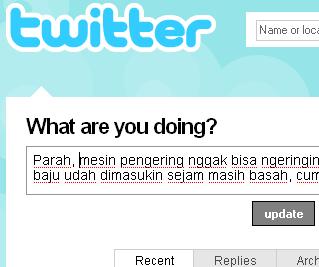 twitter
Name or loca
What are you doing?
Parah, mesin pengering nggak bisa ngeringin
baju udah dimasukin sejam masih basah, cum
update
Recent Replies Arch